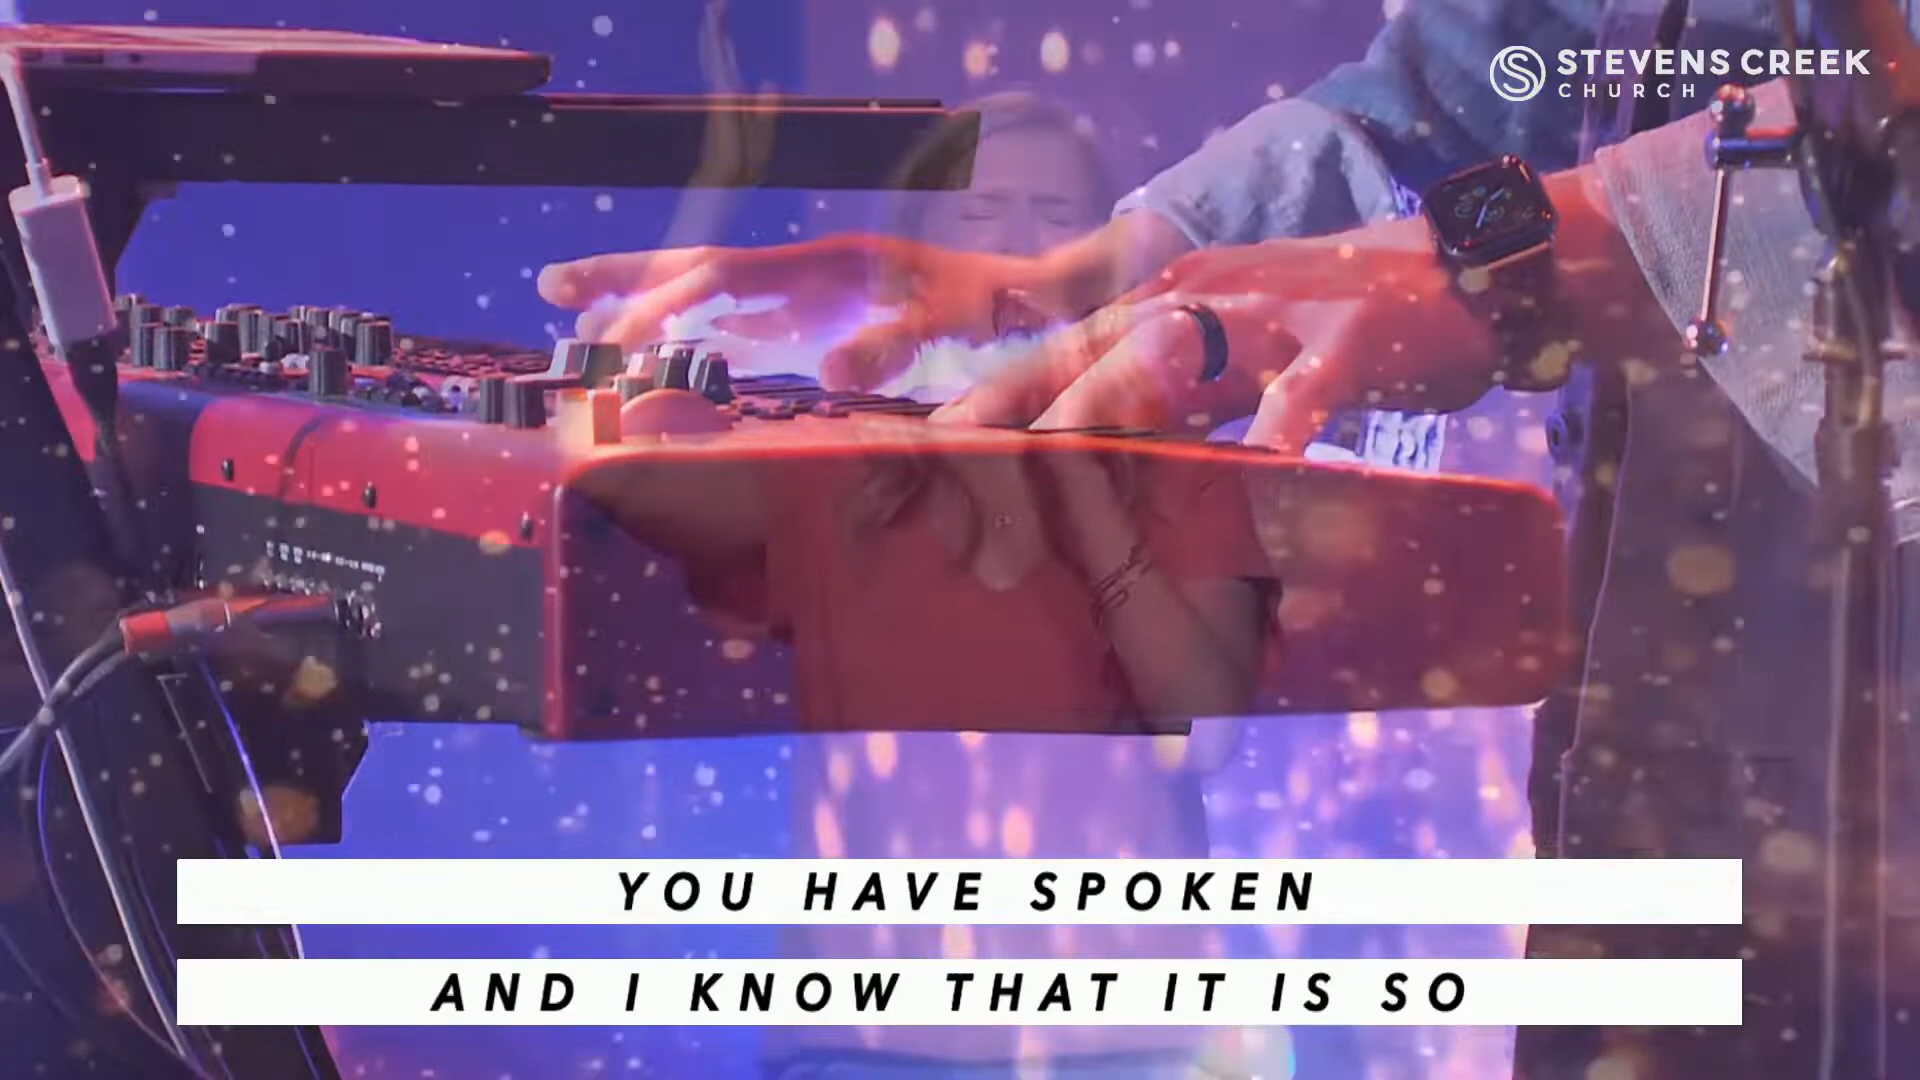 STEVENS CREEK
CHURCH
YOU HAVE SPOKEN
AND I KNOW THAT IT IS SO